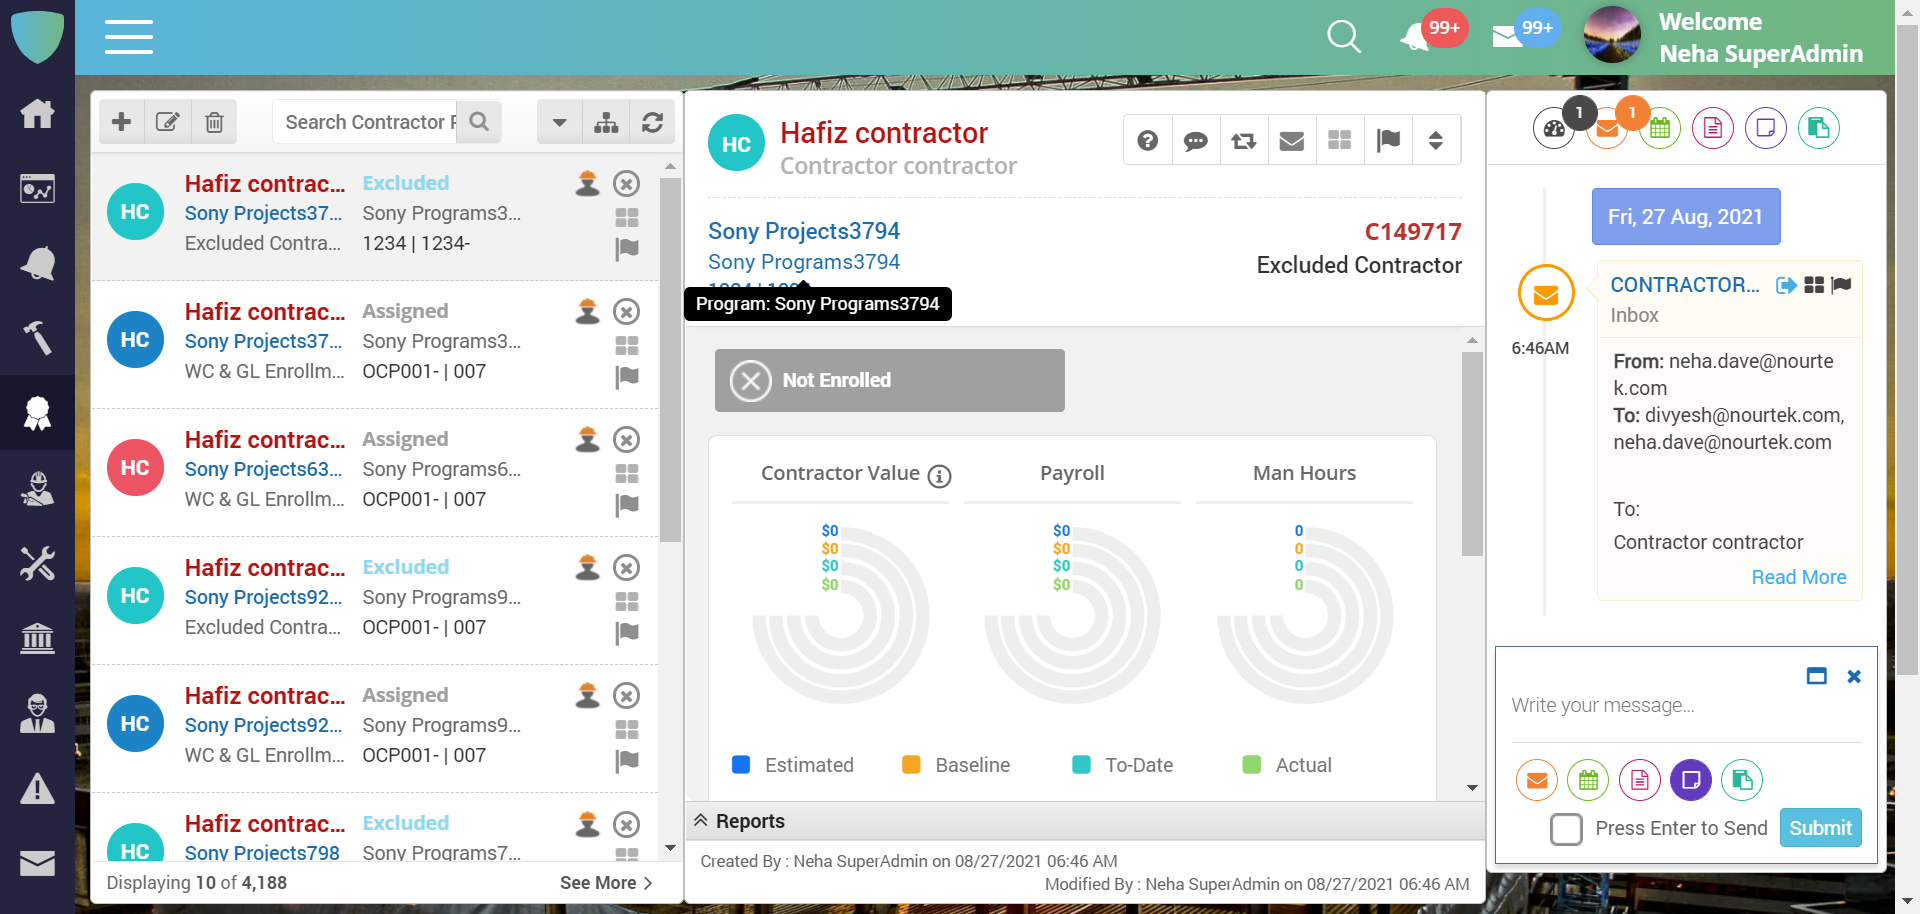 99+
99+
Welcome
Neha SuperAdmin
Search Contractor
HC
Hafiz contrac...
Excluded
Sony Projects37...
Sony Programs3...
Excluded Contra...
1234 | 1234-
HC
Hafiz contrac...
Assigned
Sony Projects37...
Sony Programs3...
WC & GL Enrollm...
OCP001- | 007
HC
Hafiz contrac...
Assigned
Sony Projects63...
Sony Programs6...
WC & GL Enrollm...
OCP001- | 007
HC
Hafiz contrac...
Excluded
Sony Projects92...
Sony Programs9...
Excluded Contra...
OCP001- | 007
HC
Hafiz contrac...
Assigned
Sony Projects92...
Sony Programs9...
WC & GL Enrollm...
OCP001- | 007
HC
Hafiz contrac...
Excluded
Sony Projects798
Sony Programs7...
Displaying 10 of 4,188
See More
HC
Hafiz contractor
Contractor contractor
Sony Projects3794
C149717
Sony Programs3794
Excluded Contractor
Program: Sony Programs3794
Not Enrolled
Contractor Value
Payroll
Man Hours
$0
$0
$0
$0
$0
$0
$0
$0
0
0
0
0
Estimated
Baseline
To-Date
Actual
Reports
Created By : Neha SuperAdmin on 08/27/2021 06:46 AM
Modified By : Neha SuperAdmin on 08/27/2021 06:46 AM
1
1
Fri, 27 Aug, 2021
CONTRACTOR...
Inbox
6:46AM
From: neha.dave@nourte
k.com
To: divyesh@nourtek.com,
neha.dave@nourtek.com
To:
Contractor contractor
Read More
Write your message...
Press Enter to Send
Submit